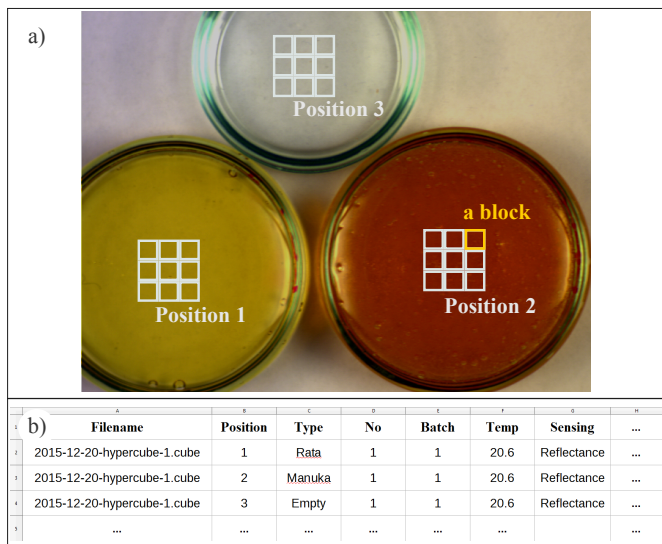 a)
Position 3
a block
Position 1
Position 2
b)
A B C D E F G H
1 Filename Position Type No Batch Temp Sensing ...
2 2015-12-20-hypercube-1.cube 1 Rata 1 1 20.6 Reflectance ...
3 2015-12-20-hypercube-1.cube 2 Manuka 1 1 20.6 Reflectance ...
4 2015-12-20-hypercube-1.cube 3 Empty 1 1 20.6 Reflectance ...
5 ... ... ... ... ... ... ...